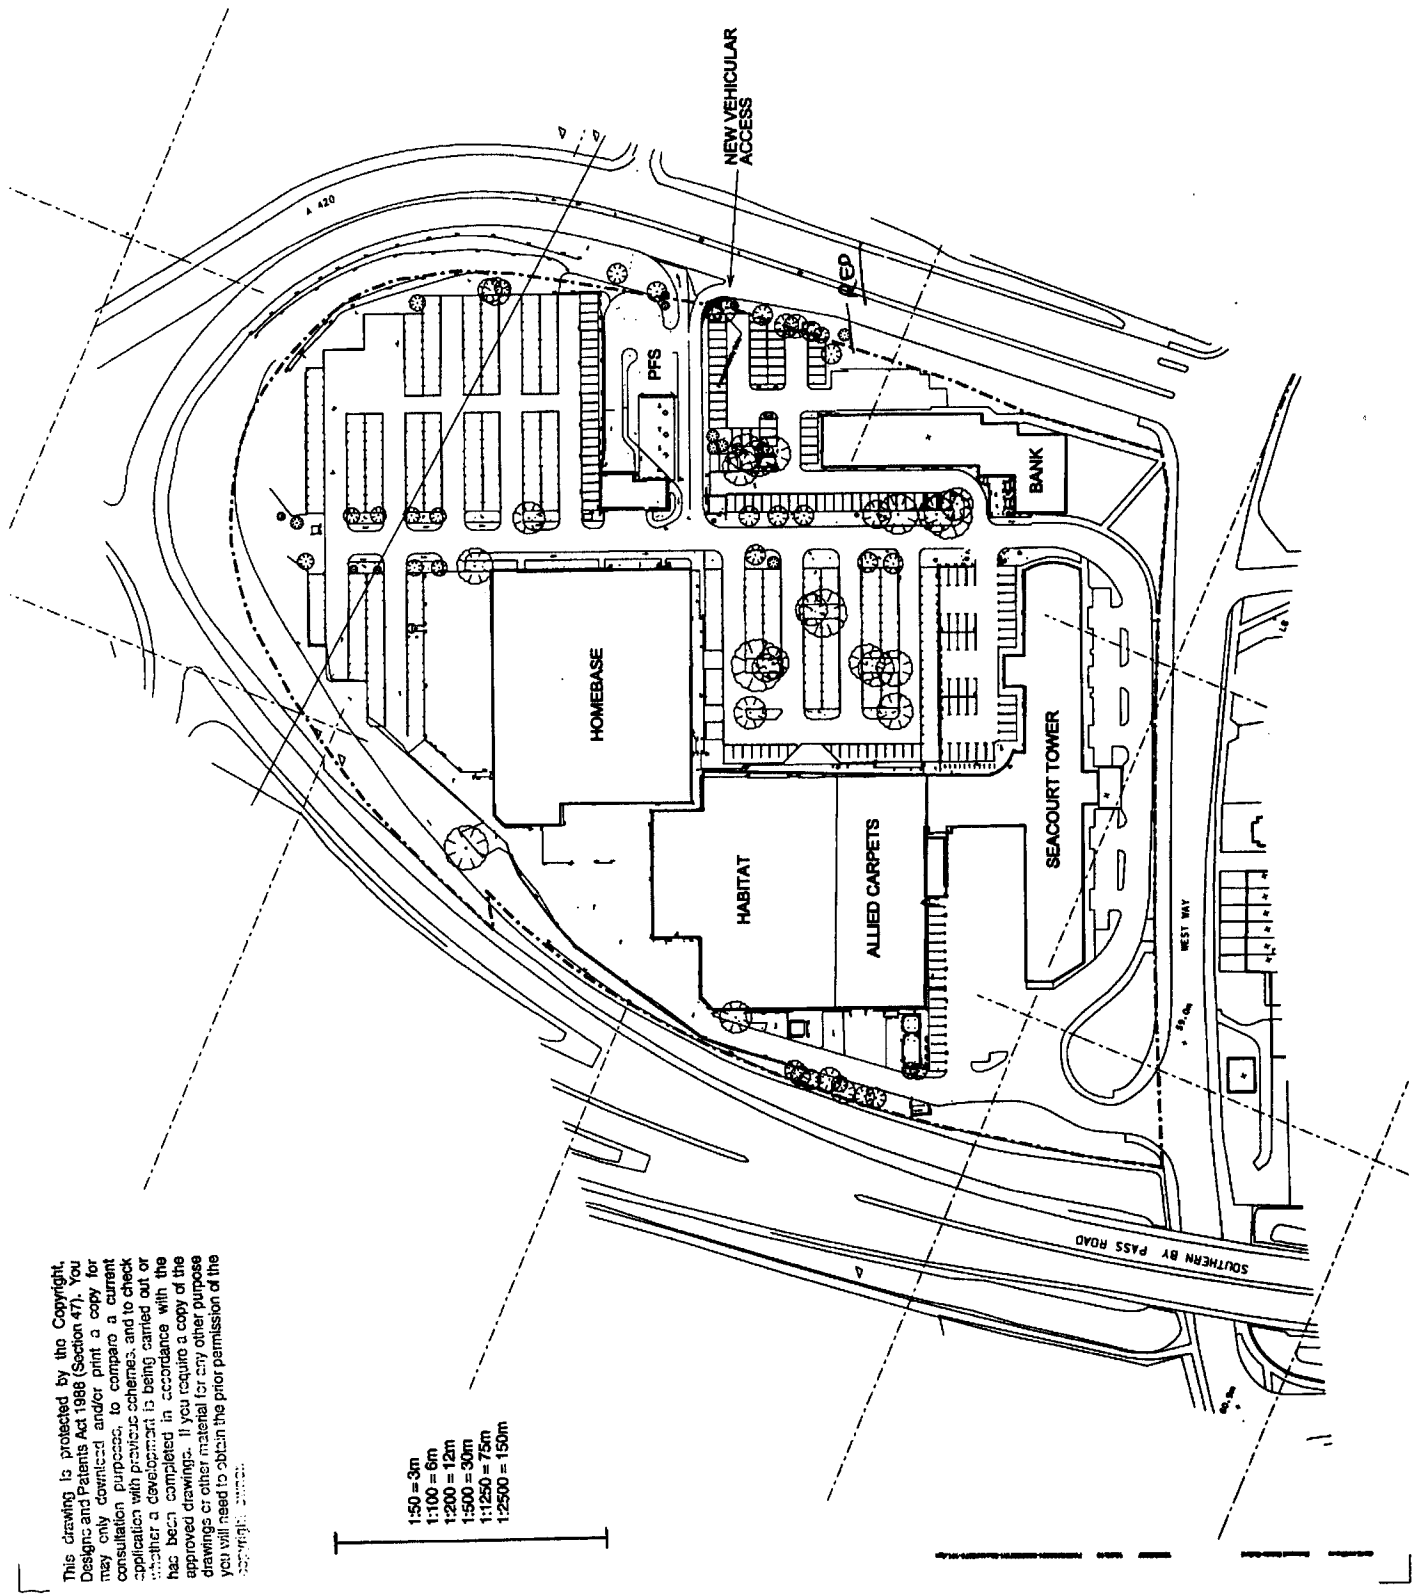 This drawing is protected by the Copyright,
Designs and Patents Act 1988 (Section 47). You
may only download and/or print a copy for
consultation purposes, to compare a current
application with previous schemes, and to check
whether a development is being carried out or
has been completed in accordance with the
approved drawings. If you require a copy of the
drawings or other material for any other purpose
you will need to obtain the prior permission of the
copyright owner.
1:50 = 3m
1:100 = 6m
1:200 = 12m
1:500 = 30m
1:1250 = 75m
1:2500 = 150m
A 420
NEW VEHICULAR
ACCESS
PFS
BANK
HOMEBASE
HABITAT
ALLIED CARPETS
SEACOURT TOWER
WEST WAY
59.0m
SOUTHERN BY PASS ROAD